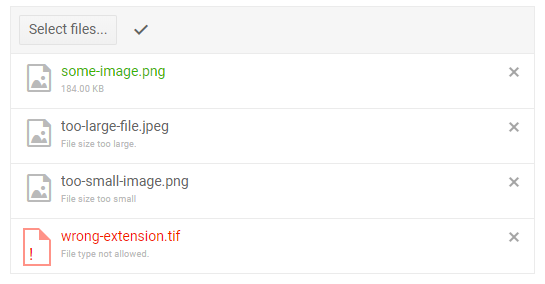 Select files...
some-image.png
184.00 KB
too-large-file.jpeg
File size too large.
too-small-image.png
File size too small
!
wrong-extension.tif
File type not allowed.